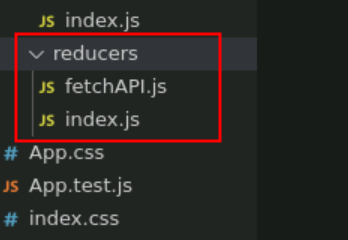 JS index.js
reducers
JS fetchAPI.js
JS index.js
# App.css
JS App.test.js
# index.css